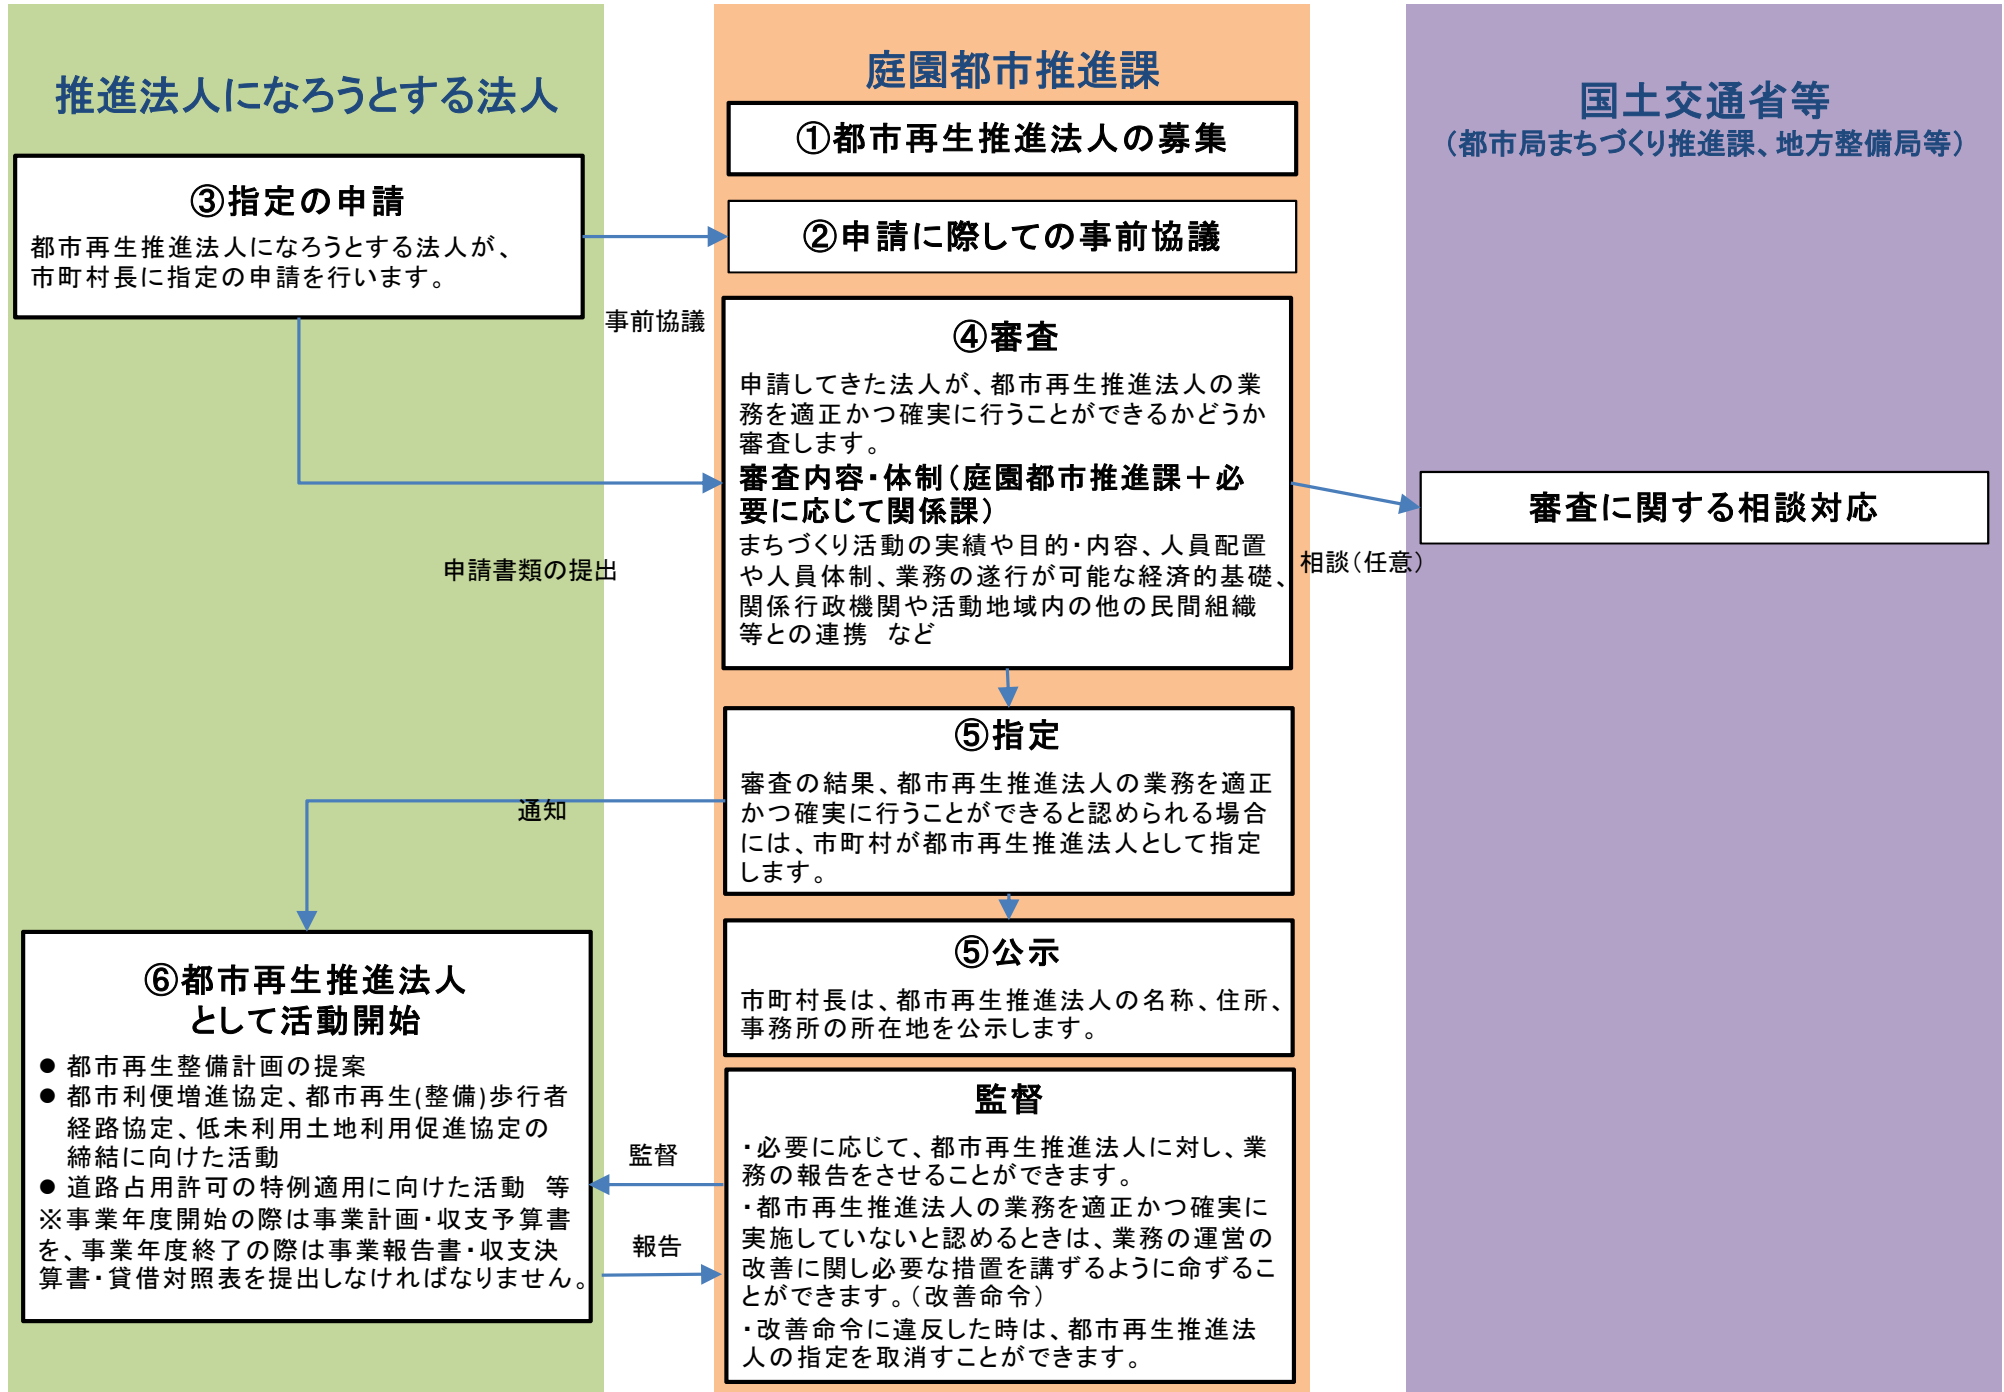 推進法人になろうとする法人
③指定の申請
都市再生推進法人になろうとする法人が、
市町村長に指定の申請を行います。
事前協議
申請書類の提出
庭園都市推進課
①都市再生推進法人の募集
②申請に際しての事前協議
④審査
申請してきた法人が、都市再生推進法人の業
務を適正かつ確実に行うことができるかどうか
審査します。
審査内容・体制(庭園都市推進課＋必
要に応じて関係課)
まちづくり活動の実績や目的・内容、人員配置
や人員体制、業務の遂行が可能な経済的基礎、
関係行政機関や活動地域内の他の民間組織
等との連携　など
相談(任意)
国土交通省等
(都市局まちづくり推進課、地方整備局等)
審査に関する相談対応
⑤指定
審査の結果、都市再生推進法人の業務を適正
かつ確実に行うことができると認められる場合
には、市町村が都市再生推進法人として指定
します。
通知
⑤公示
市町村長は、都市再生推進法人の名称、住所、
事務所の所在地を公示します。
⑥都市再生推進法人
として活動開始
● 都市再生整備計画の提案
● 都市利便増進協定、都市再生(整備)歩行者
経路協定、低未利用土地利用促進協定の
締結に向けた活動
● 道路占用許可の特例適用に向けた活動　等
※事業年度開始の際は事業計画・収支予算書
を、事業年度終了の際は事業報告書・収支決
算書・貸借対照表を提出しなければなりません。
監督
報告
監督
・必要に応じて、都市再生推進法人に対し、業
務の報告をさせることができます。
・都市再生推進法人の業務を適正かつ確実に
実施していないと認めるときは、業務の運営の
改善に関し必要な措置を講ずるように命ずるこ
とができます。(改善命令)
・改善命令に違反した時は、都市再生推進法
人の指定を取消すことができます。